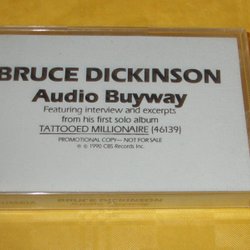 BRUCE DICKINSON
Audio Buyway
Featuring interview and excerpts
from his first solo album
TATTOOED MILLIONAIRE (46139)
PROMOTIONAL COPY— NOT FOR SALE
℗ © 1990 CBS Records Inc.
BRUCE DICKINSON